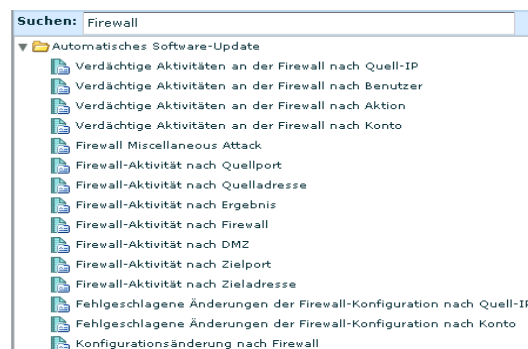 Suchen: Firewall
Automatisches Software-Update
Verdächtige Aktivitäten an der Firewall nach Quell-IP
Verdächtige Aktivitäten an der Firewall nach Benutzer
Verdächtige Aktivitäten an der Firewall nach Aktion
Verdächtige Aktivitäten an der Firewall nach Konto
Firewall Miscellaneous Attack
Firewall-Aktivität nach Quellport
Firewall-Aktivität nach Quelladresse
Firewall-Aktivität nach Ergebnis
Firewall-Aktivität nach Firewall
Firewall-Aktivität nach DMZ
Firewall-Aktivität nach Zielport
Firewall-Aktivität nach Zieladresse
Fehlgeschlagene Änderungen der Firewall-Konfiguration nach Quell-IP
Fehlgeschlagene Änderungen der Firewall-Konfiguration nach Konto
Konfigurationsänderung nach Firewall